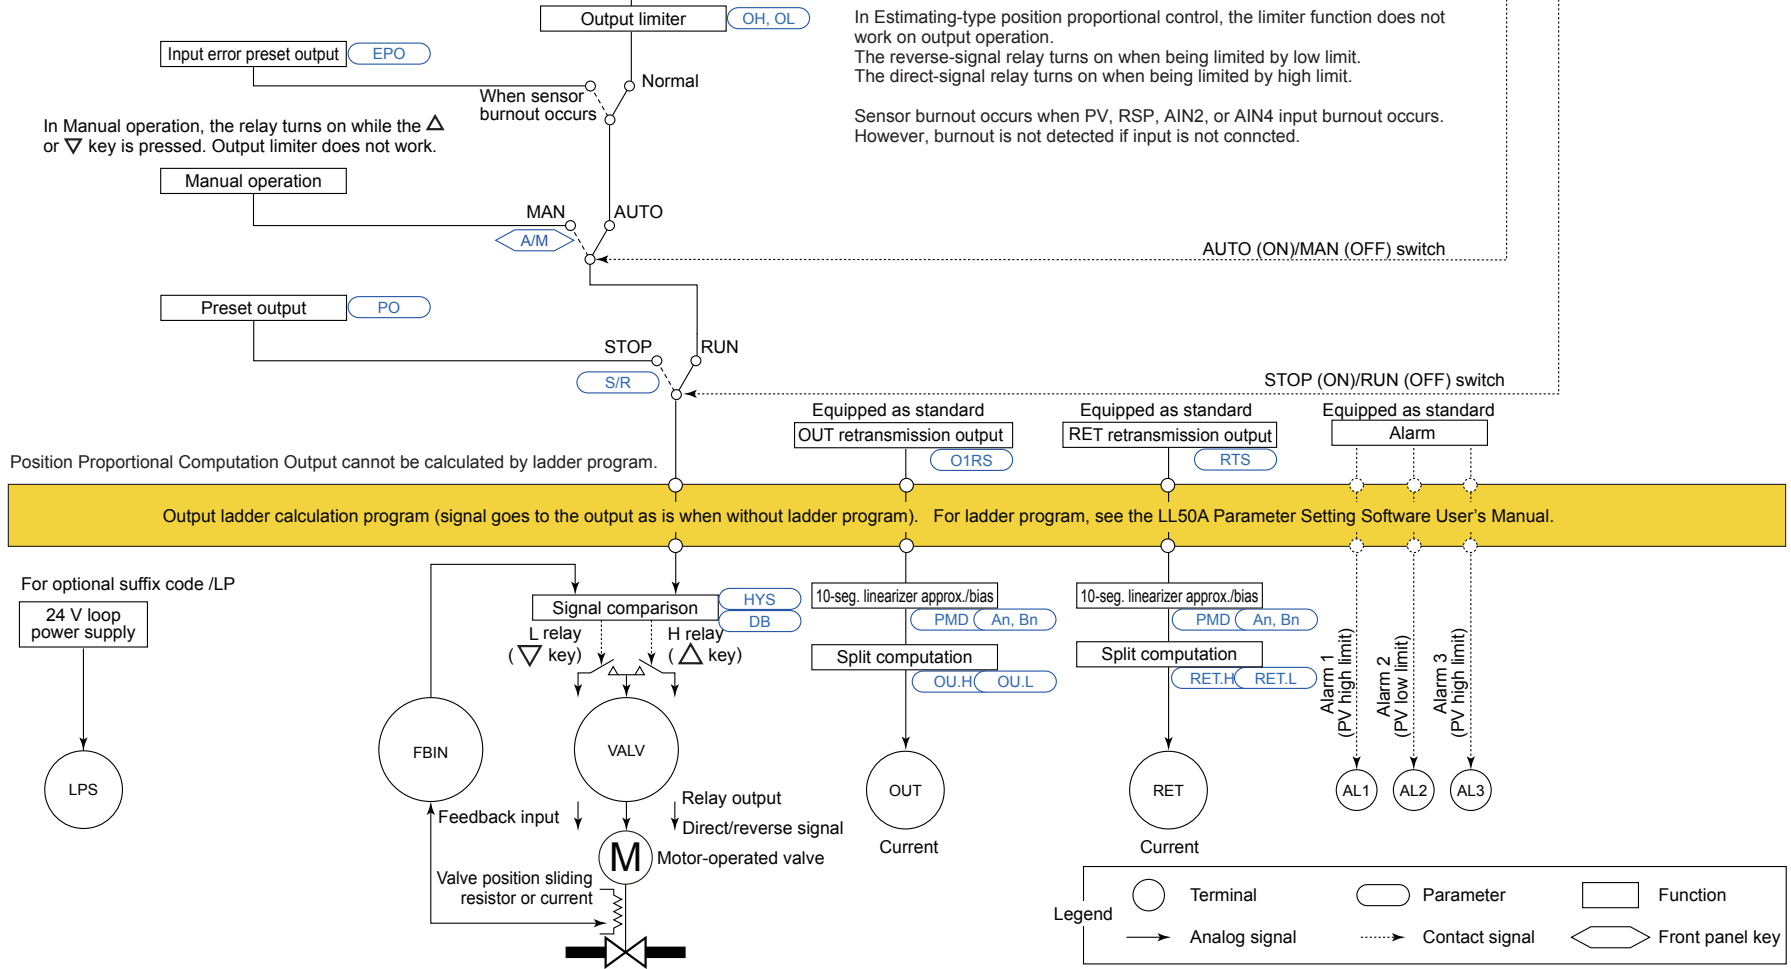 Output limiter
OH, OL
In Estimating-type position proportional control, the limiter function does not
work on output operation.
The reverse-signal relay turns on when being limited by low limit.
The direct-signal relay turns on when being limited by high limit.
Input error preset output
EPO
Normal
When sensor
burnout occurs
Sensor burnout occurs when PV, RSP, AIN2, or AIN4 input burnout occurs.
However, burnout is not detected if input is not conncted.
In Manual operation, the relay turns on while the △
or ▽ key is pressed. Output limiter does not work.
Manual operation
MAN
AUTO
A/M
AUTO (ON)/MAN (OFF) switch
Preset output
PO
STOP
RUN
S/R
STOP (ON)/RUN (OFF) switch
Equipped as standard
OUT retransmission output
O1RS
Equipped as standard
RET retransmission output
RTS
Equipped as standard
Alarm
Position Proportional Computation Output cannot be calculated by ladder program.
Output ladder calculation program (signal goes to the output as is when without ladder program). For ladder program, see the LL50A Parameter Setting Software User's Manual.
For optional suffix code /LP
24 V loop
power supply
LPS
Signal comparison
HYS
DB
L relay
(▽ key)
H relay
(△ key)
FBIN
VALV
Feedback input
Relay output
Direct/reverse signal
M
Motor-operated valve
Valve position sliding
resistor or current
10-seg. linearizer approx./bias
PMD
An, Bn
Split computation
OU.H
OU.L
OUT
Current
10-seg. linearizer approx./bias
PMD
An, Bn
Split computation
RET.H
RET.L
RET
Current
Alarm 1
(PV high limit)
Alarm 2
(PV low limit)
Alarm 3
(PV high limit)
AL1
AL2
AL3
Legend
Terminal
Parameter
Function
Analog signal
Contact signal
Front panel key